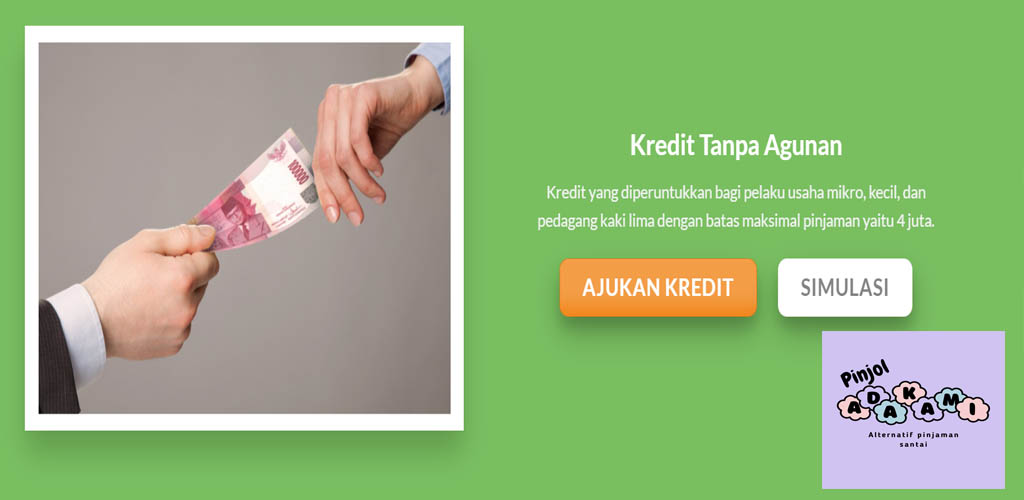 Kredit Tanpa Agunan
Kredit yang diperuntukkan bagi pelaku usaha mikro, kecil, dan
pedagang kaki lima dengan batas maksimal pinjaman yaitu 4 juta.
AJUKAN KREDIT
SIMULASI
100000
Pinjol
ADAKAMI
Alternatif pinjaman
santai